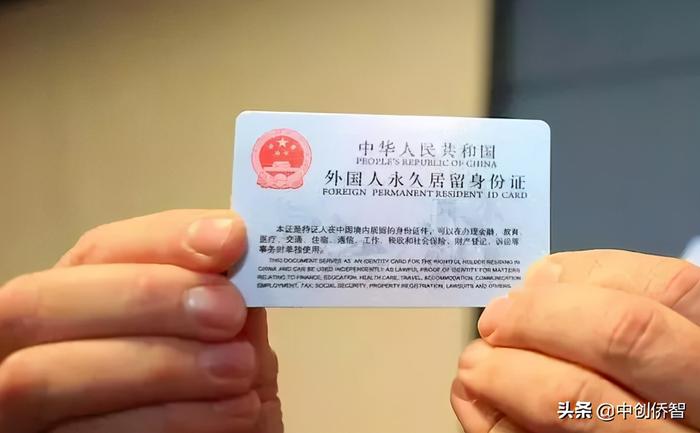 中华人民共和国
PEOPLE'S REPUBLIC OF CHINA
外国人永久居留身份证
FOREIGN PERMANENT RESIDENT ID CARD
本证是持证人在中国境内居留的身份证件，可以在办理金融、教育、
医疗、交通、住宿、通信、工作、税收和社会保险、财产登记、诉讼等
事务时单独使用。
THIS DOCUMENT SERVES AS AN IDENTITY CARD FOR THE RIGHTFUL HOLDER RESIDING IN
CHINA AND CAN BE USED INDEPENDENTLY AS LAWFUL PROOF OF IDENTITY FOR MATTERS
RELATING TO FINANCE, EDUCATION, HEALTH CARE, TRAVEL, ACCOMMODATION, COMMUNICATION
EMPLOYMENT, TAX, SOCIAL SECURITY, PROPERTY REGISTRATION, LAWSUITS AND OTHERS.
头条 @中创侨智